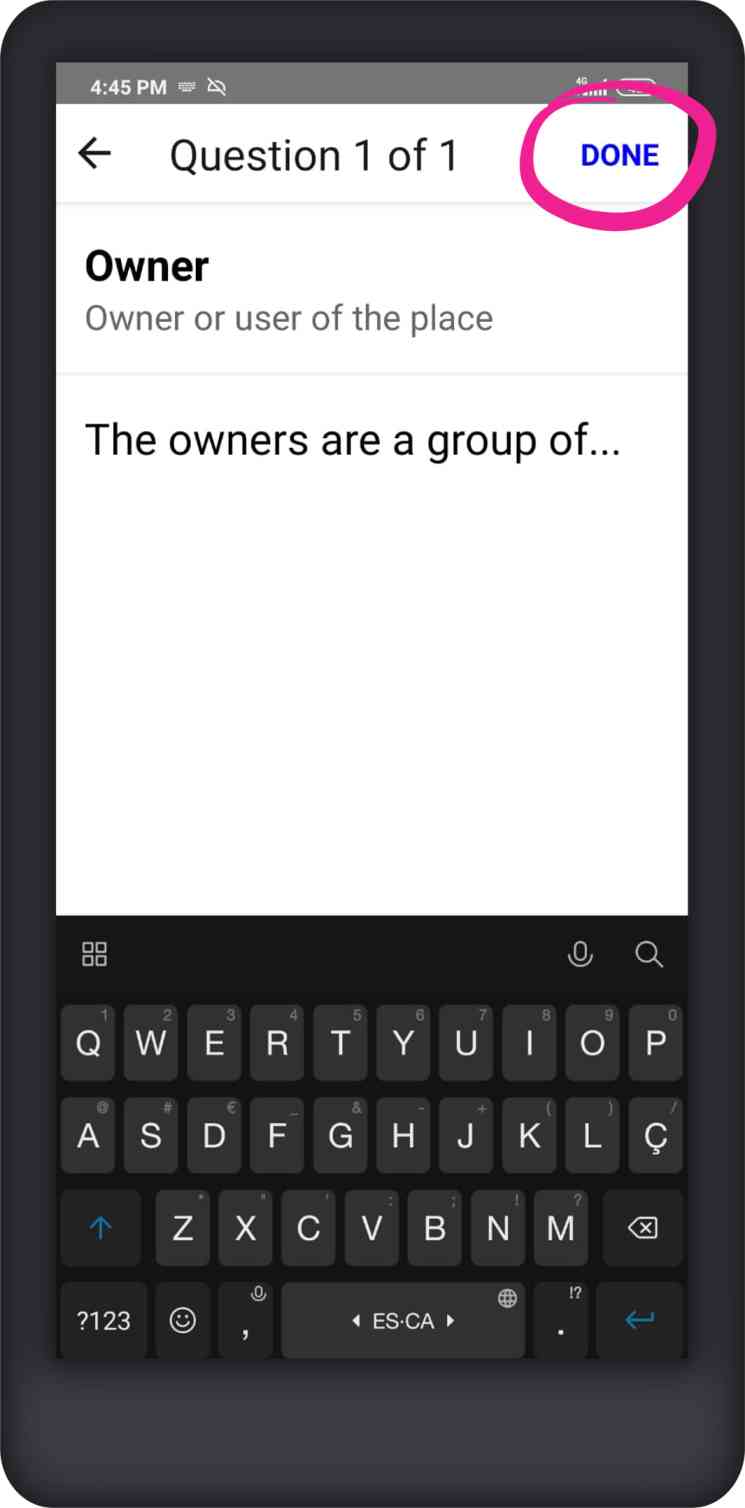 4:45 PM 4G
Question 1 of 1 DONE
Owner
Owner or user of the place
The owners are a group of...
1 2 3 4 5 6 7 8 9 0
Q W E R T Y U I O P
@ # € _ & - + ( ) /
A S D F G H J K L Ç
* " ' : ; ! ?
Z X C V B N M
!?
?123 , ES·CA .